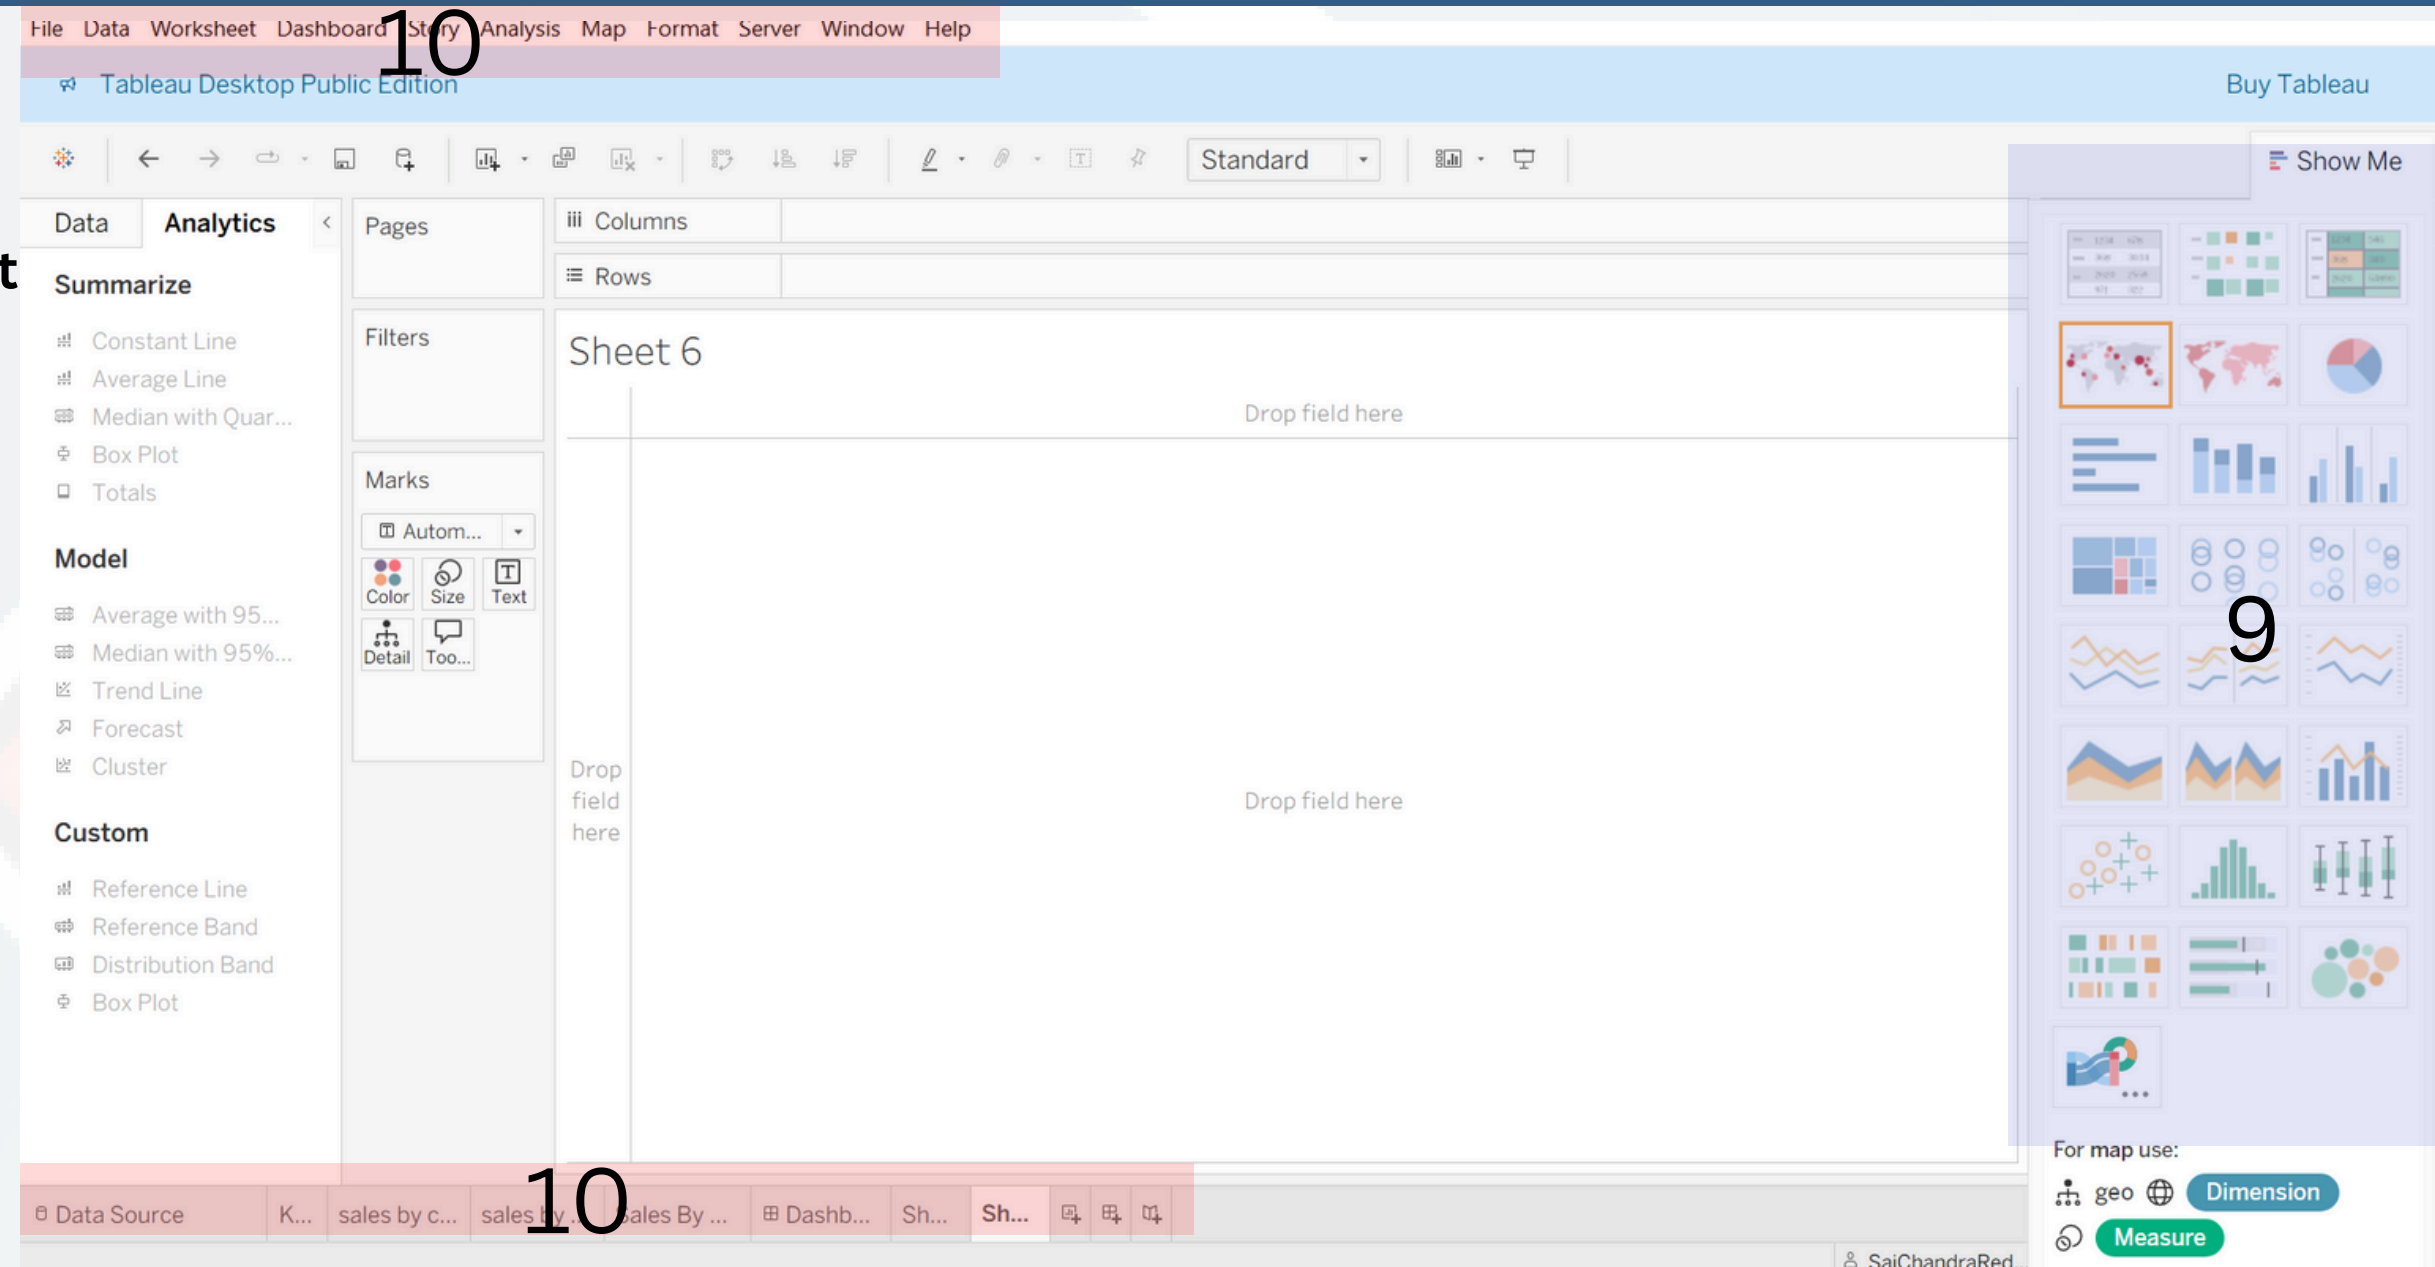 File Data Worksheet Dashboard Story Analysis Map Format Server Window Help
10
Tableau Desktop Public Edition
Buy Tableau
Standard
Show Me
Data Analytics
t
Summarize
Constant Line
Average Line
Median with Quar...
Box Plot
Totals
Model
Average with 95...
Median with 95%...
Trend Line
Forecast
Cluster
Custom
Reference Line
Reference Band
Distribution Band
Box Plot
Pages
Filters
Marks
Autom...
Color Size Text
Detail Too...
Columns
Rows
Sheet 6
Drop field here
Drop
field
here
Drop field here
9
For map use:
geo Dimension
Measure
10
Data Source K... sales by c... sales by ... Sales By ... Dashb... Sh... Sh...
SaiChandraRed...